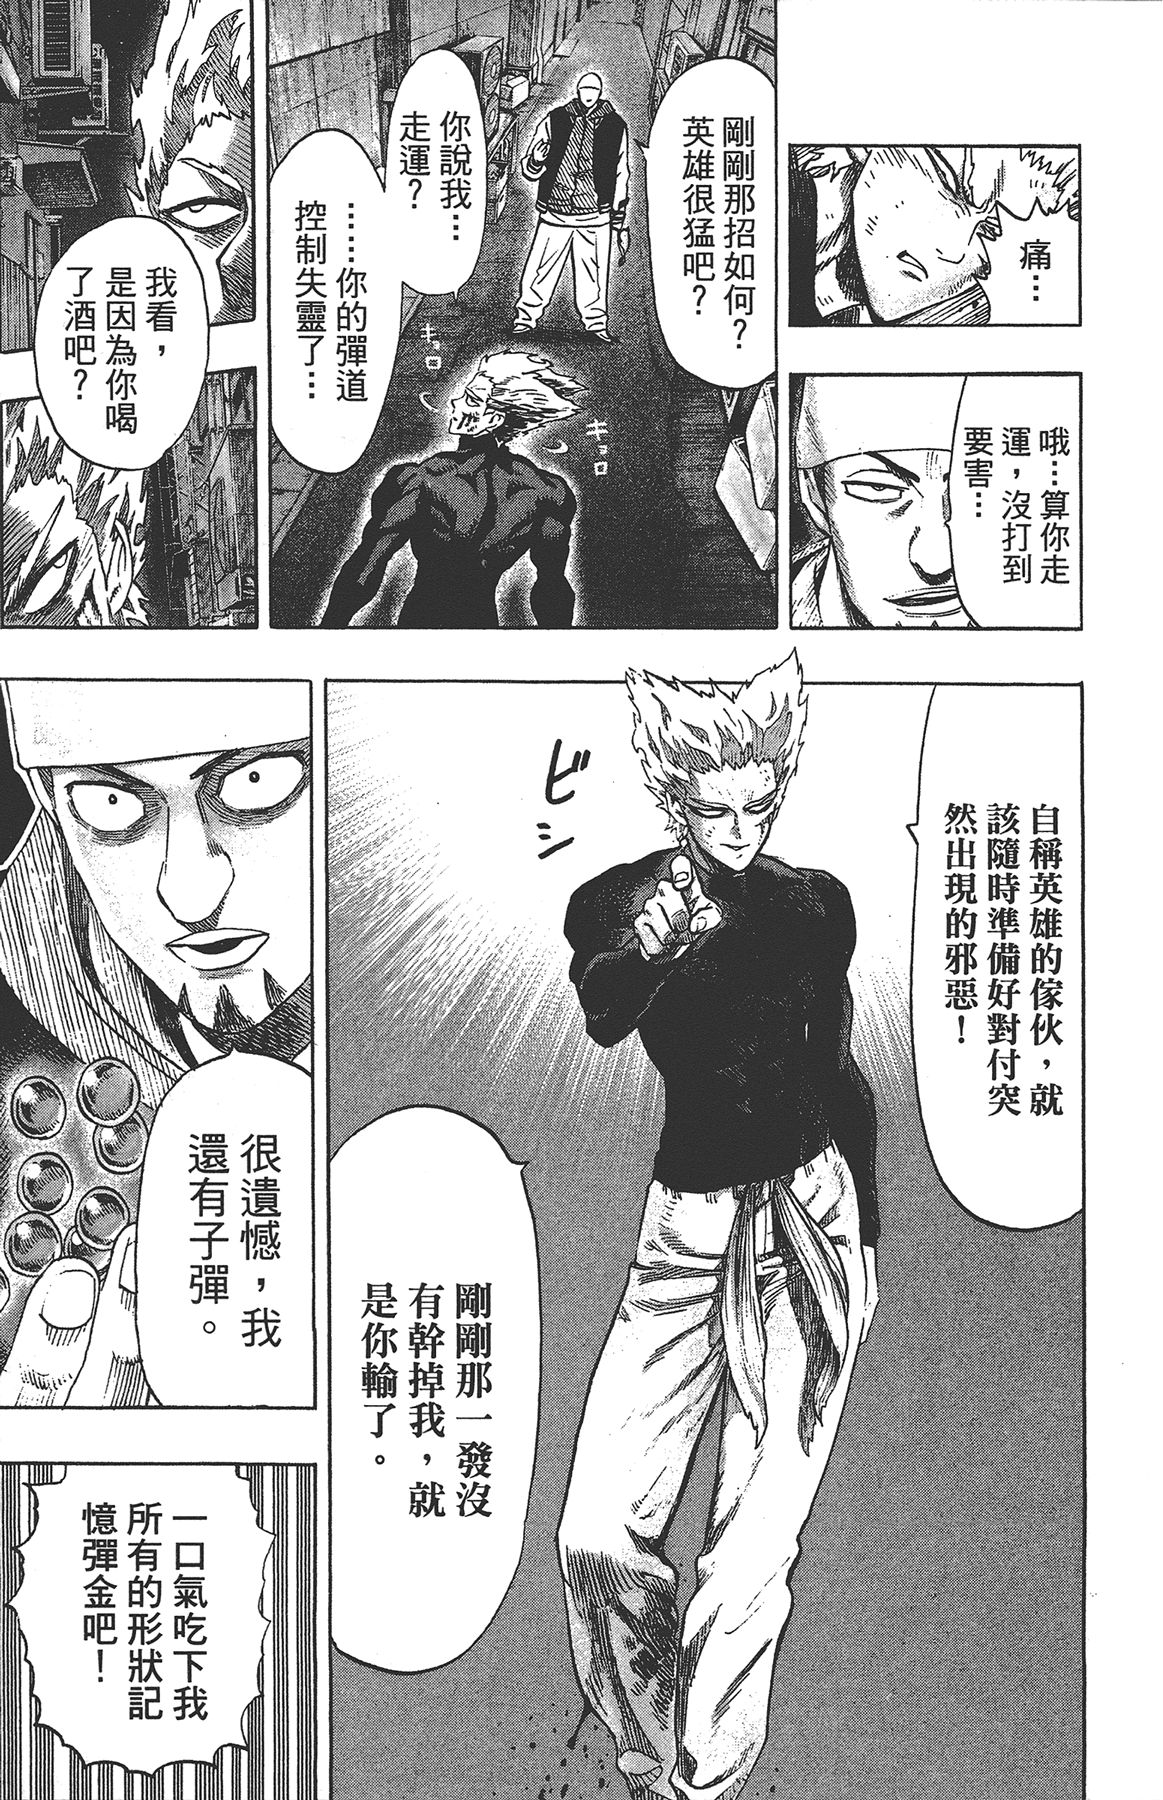 痛…
哦…算你走
運，沒打到
要害…
剛剛那招如何？
英雄很猛吧？
你說我…
走運？
……你的彈道
控制失靈了…
キョロ
キョロ
我看，
是因為你喝
了酒吧？
自稱英雄的傢伙，就
該隨時準備好對付突
然出現的邪惡！
ビシ
剛剛那一發沒
有幹掉我，就
是你輸了。
很遺憾，我
還有子彈。
一口氣吃下我
所有的形狀記
憶彈金吧！